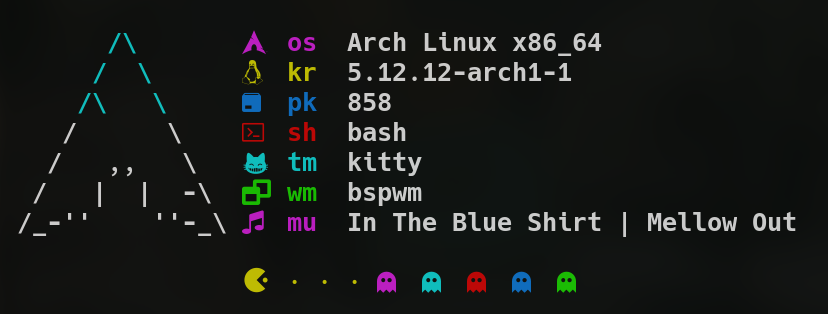 os Arch Linux x86_64
kr 5.12.12-arch1-1
pk 858
sh bash
tm kitty
wm bspwm
mu In The Blue Shirt | Mellow Out